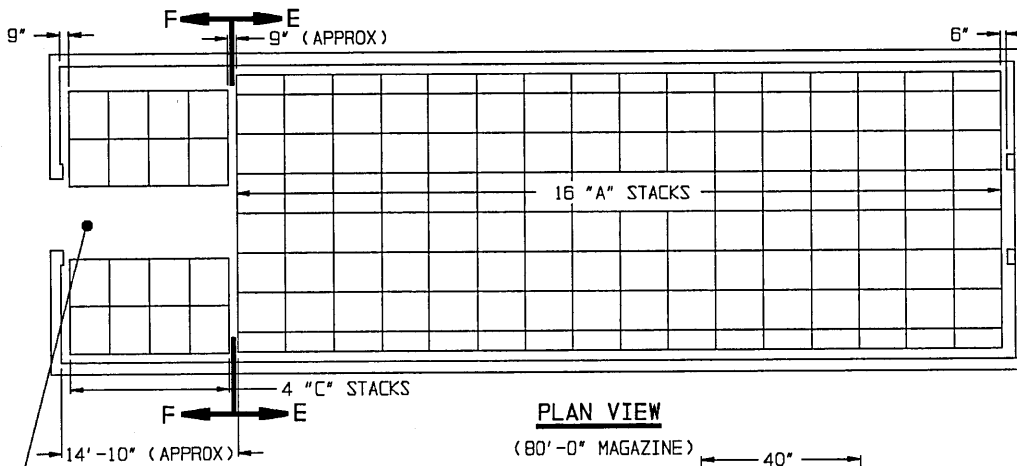 F E
9" 9" (APPROX) 6"
16 "A" STACKS
4 "C" STACKS
F E
PLAN VIEW
14'-10" (APPROX) (80'-0" MAGAZINE) 40"